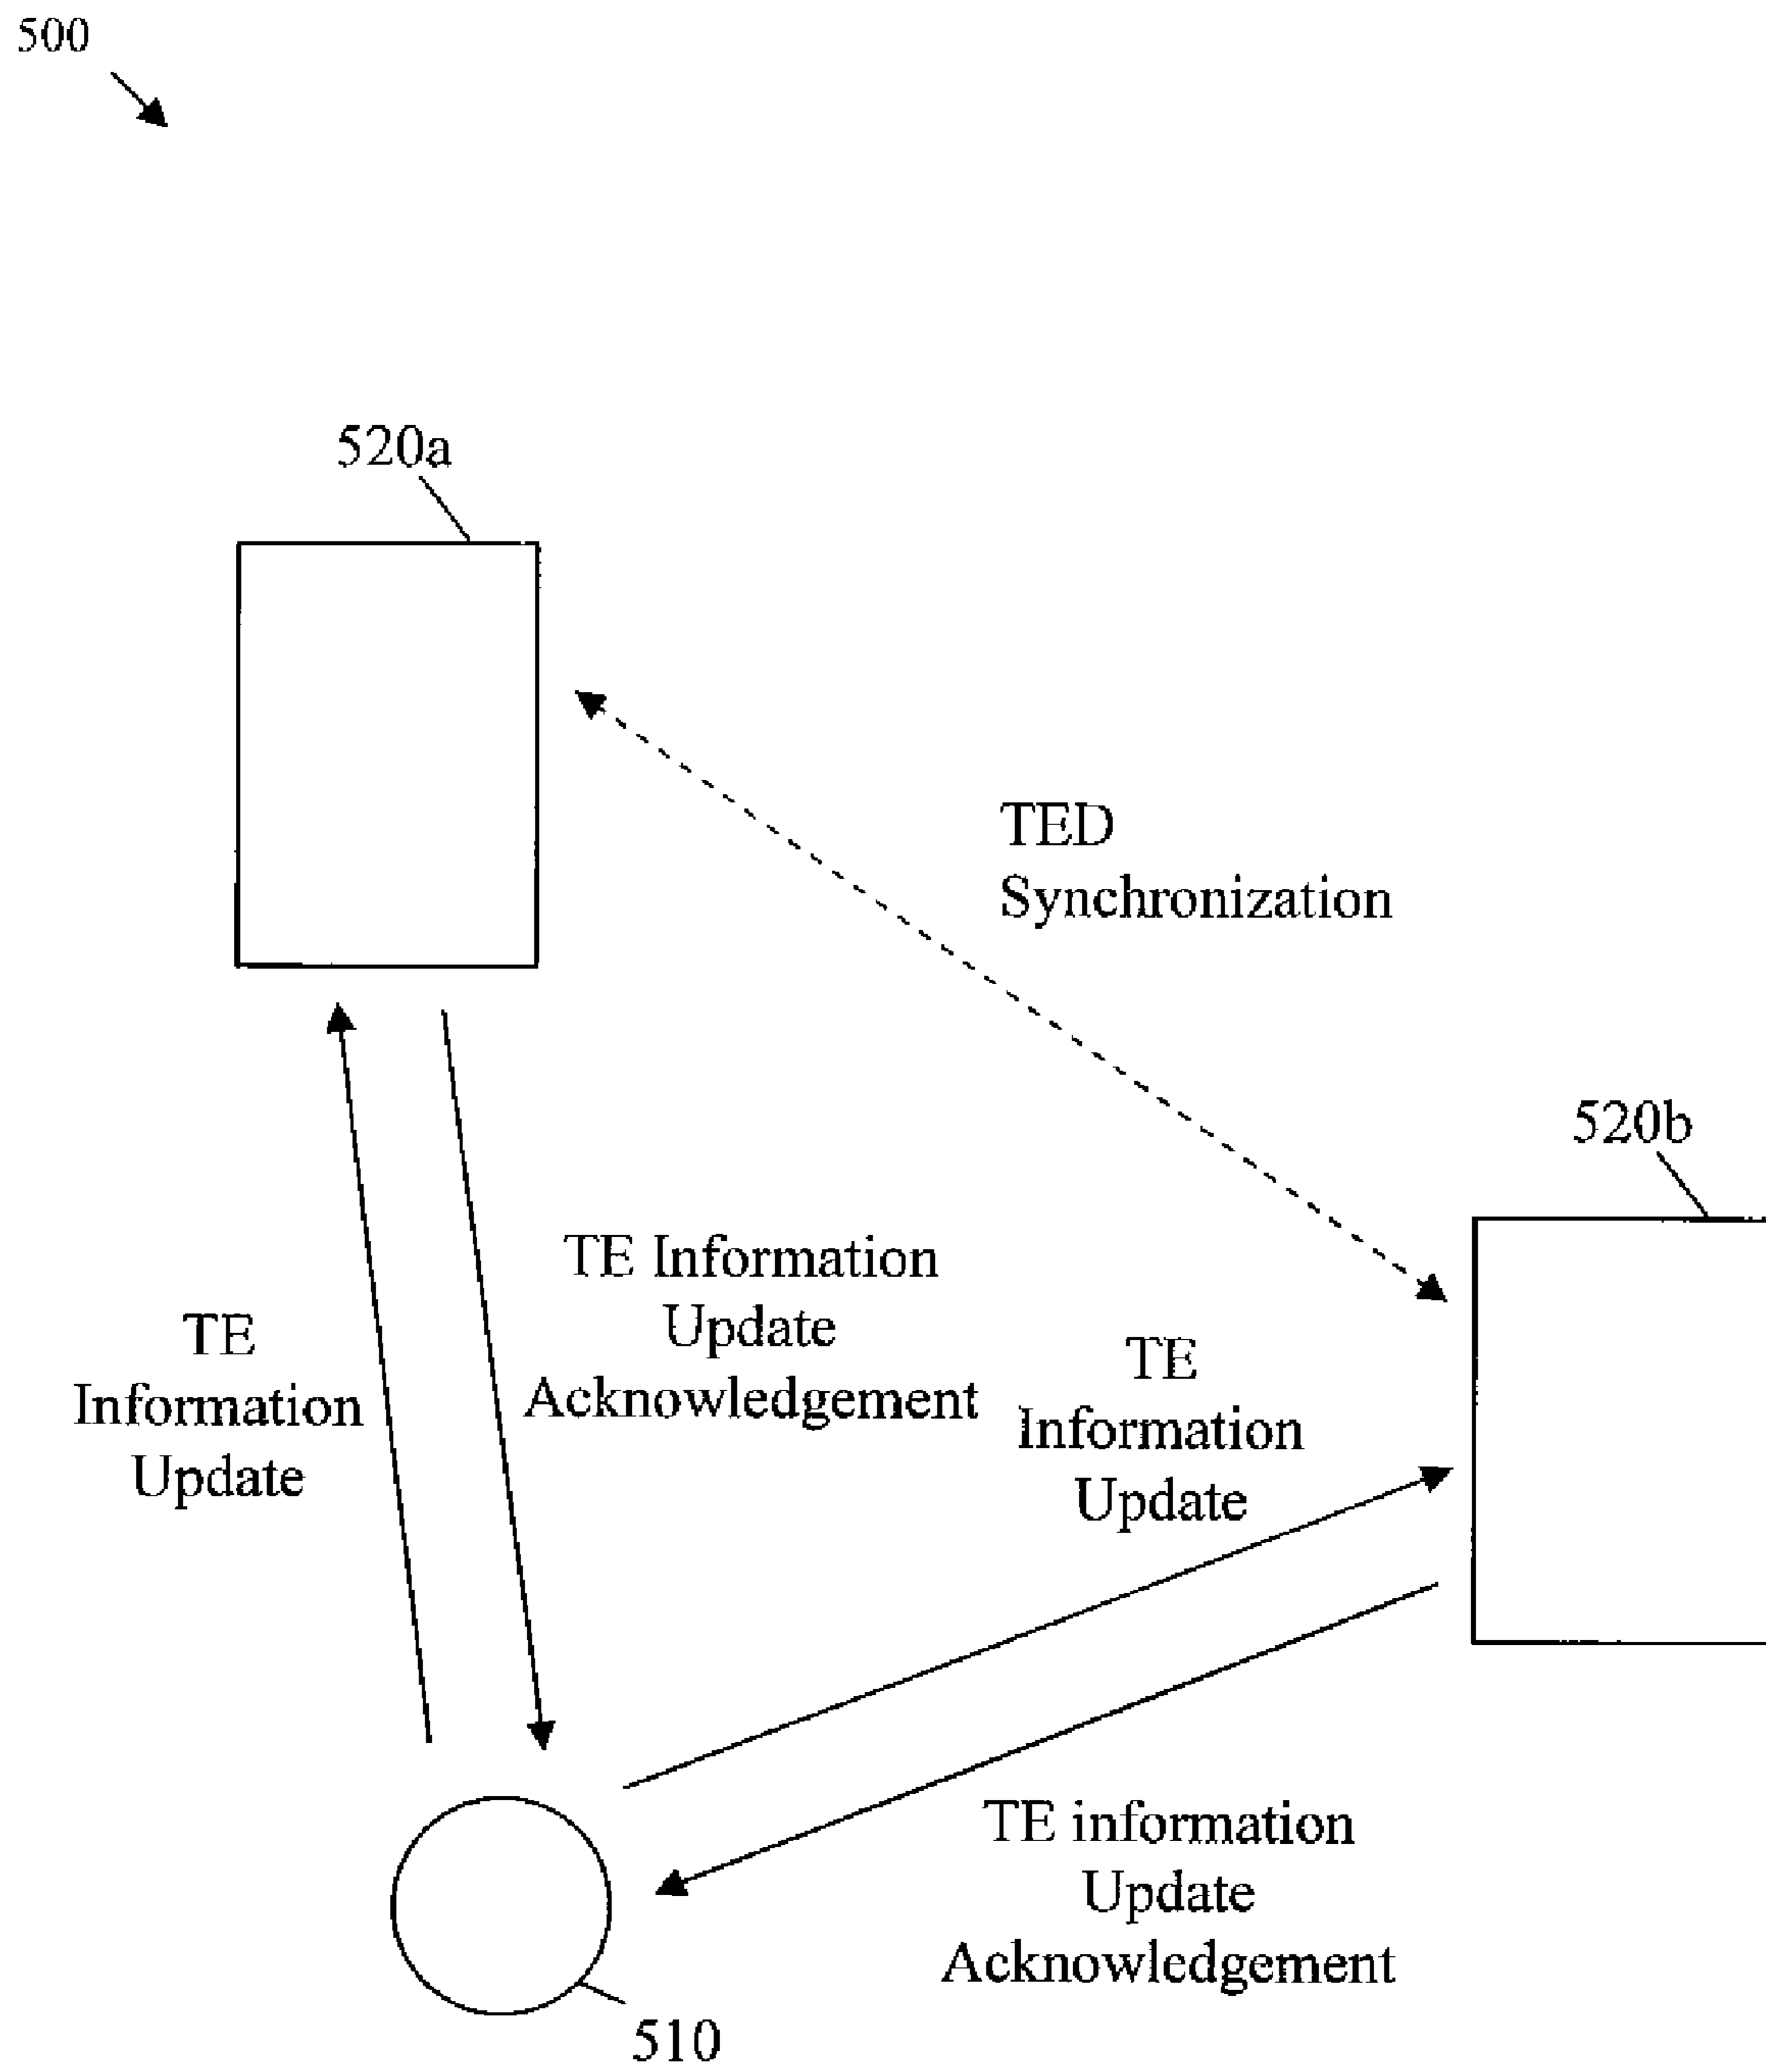 500
520a
TED
Synchronization
520b
TE Information
Update
Acknowledgement
TE
Information
Update
TE
Information
Update
TE information
Update
Acknowledgement
510